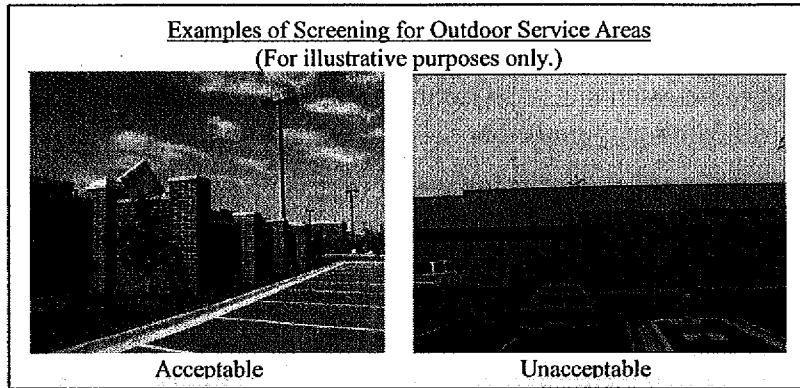 Examples of Screening for Outdoor Service Areas
(For illustrative purposes only.)
Acceptable
Unacceptable